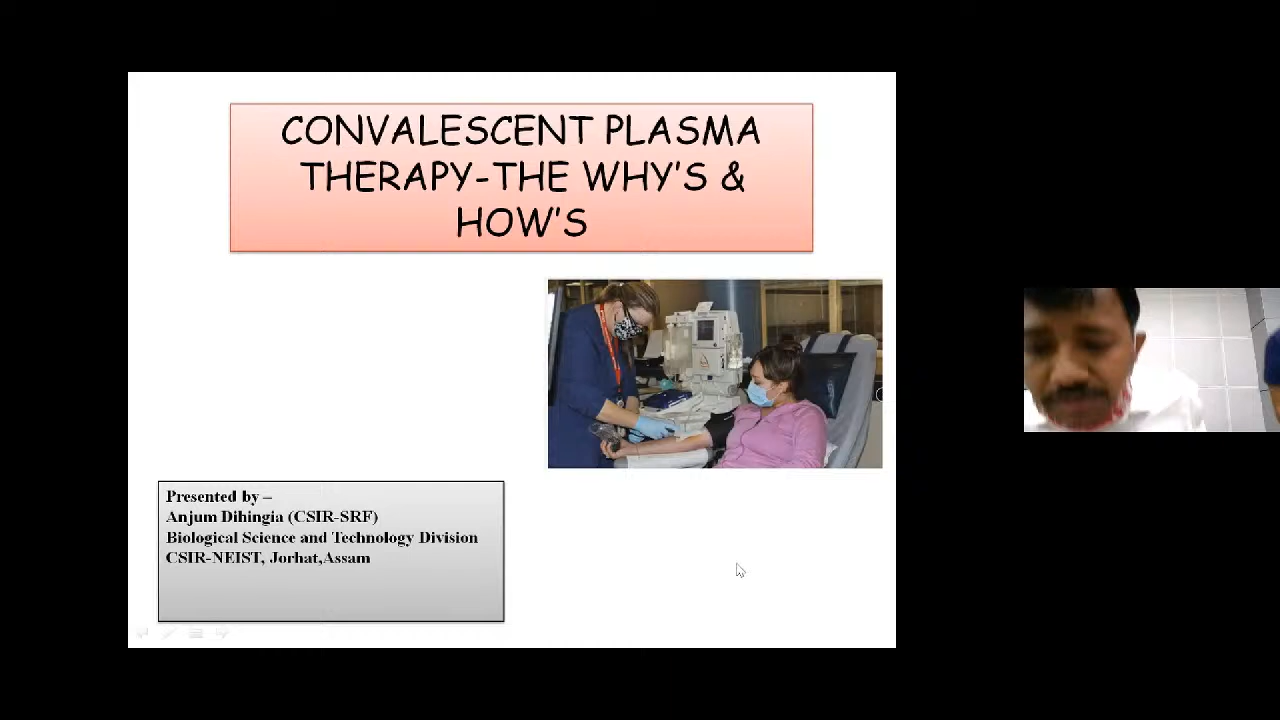 CONVALESCENT PLASMA
THERAPY-THE WHY'S &
HOW'S
Presented by –
Anjum Dihingia (CSIR-SRF)
Biological Science and Technology Division
CSIR-NEIST, Jorhat,Assam